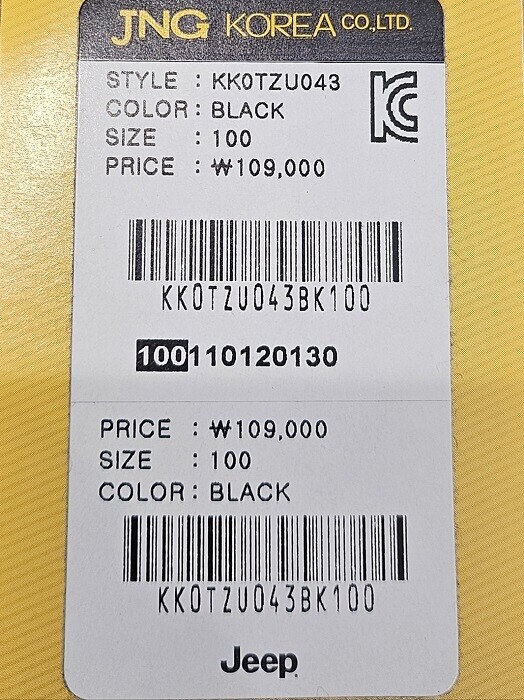 JNG KOREA CO.,LTD.
STYLE : KK0TZU043
COLOR : BLACK
SIZE : 100
PRICE : ₩109,000
KK0TZU043BK100
100110120130
PRICE : ₩109,000
SIZE : 100
COLOR : BLACK
KK0TZU043BK100
Jeep